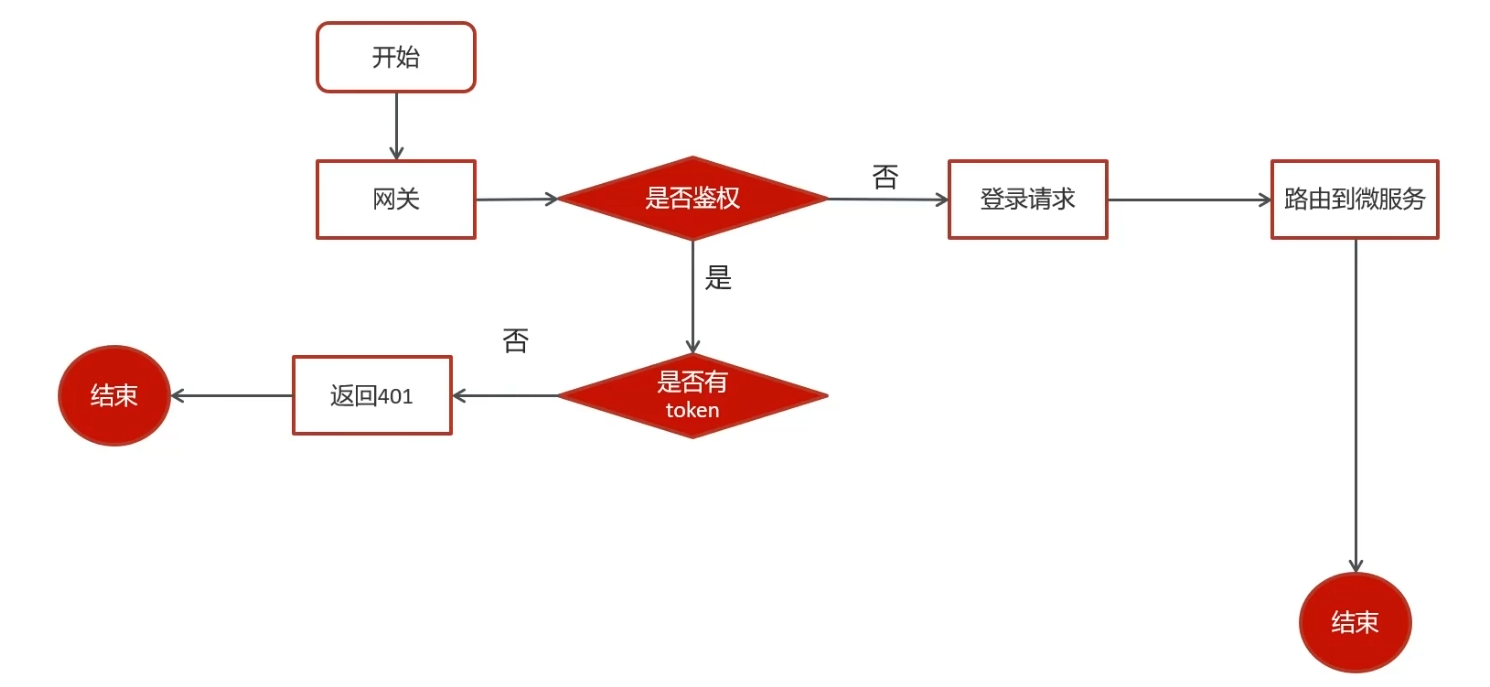 开始
网关
是否鉴权
否
登录请求
路由到微服务
是
否
结束
返回401
是否有
token
结束